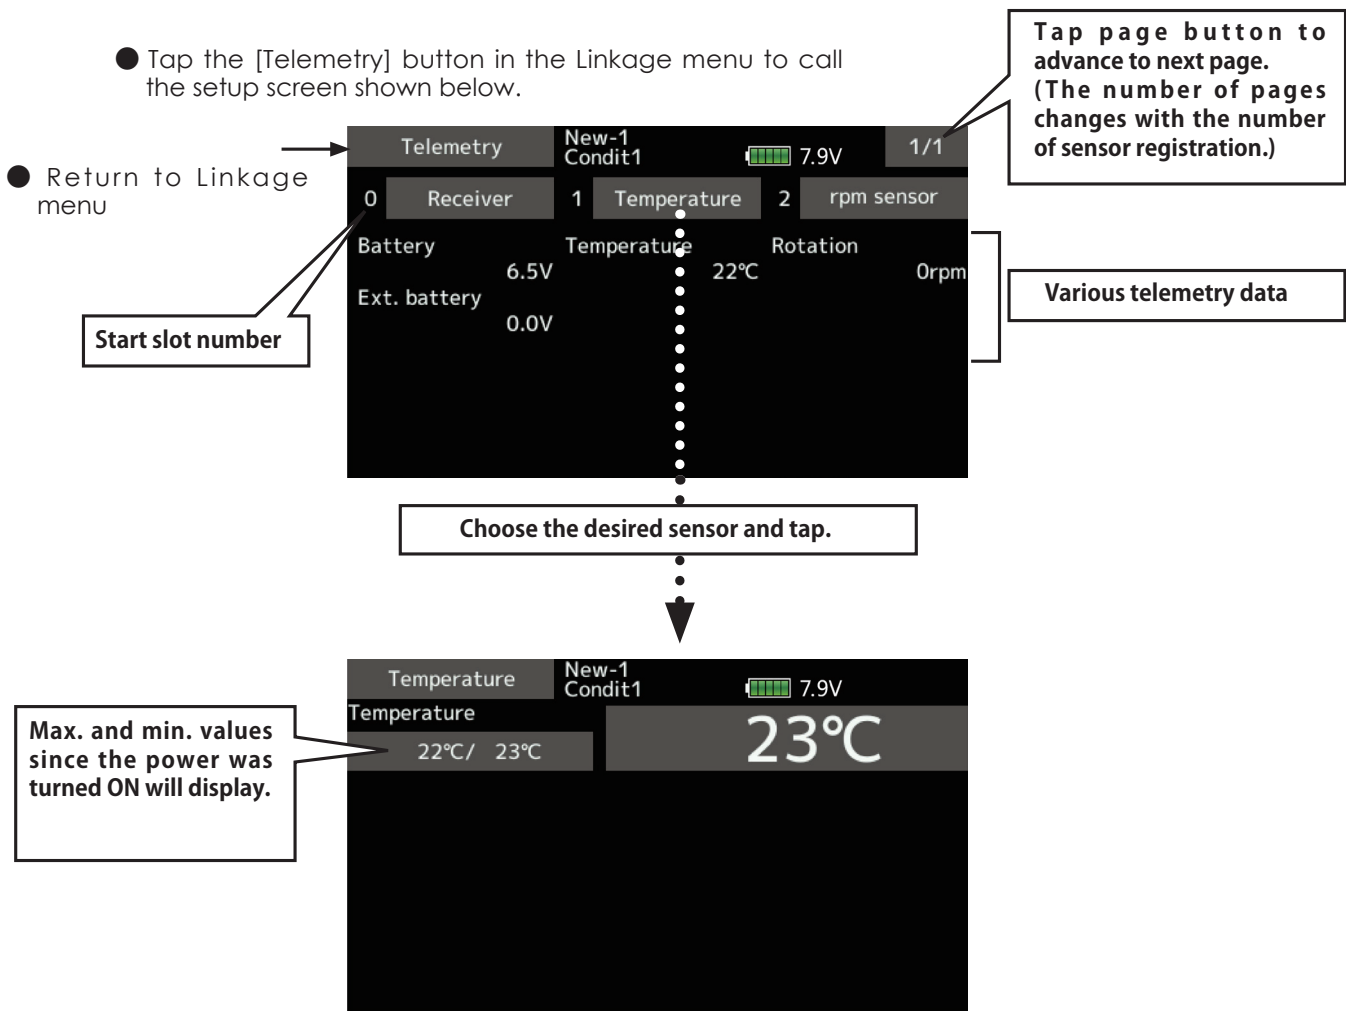 ● Tap the [Telemetry] button in the Linkage menu to call
the setup screen shown below.
Tap page button to
advance to next page.
(The number of pages
changes with the number
of sensor registration.)
● Return to Linkage
menu
Telemetry
New-1
Condit1
7.9V
1/1
0 Receiver 1 Temperature 2 rpm sensor
Battery Temperature Rotation
6.5V 22℃ 0rpm
Ext. battery
0.0V
Start slot number
Various telemetry data
Choose the desired sensor and tap.
Temperature
New-1
Condit1
7.9V
Temperature
22℃/ 23℃
23℃
Max. and min. values
since the power was
turned ON will display.